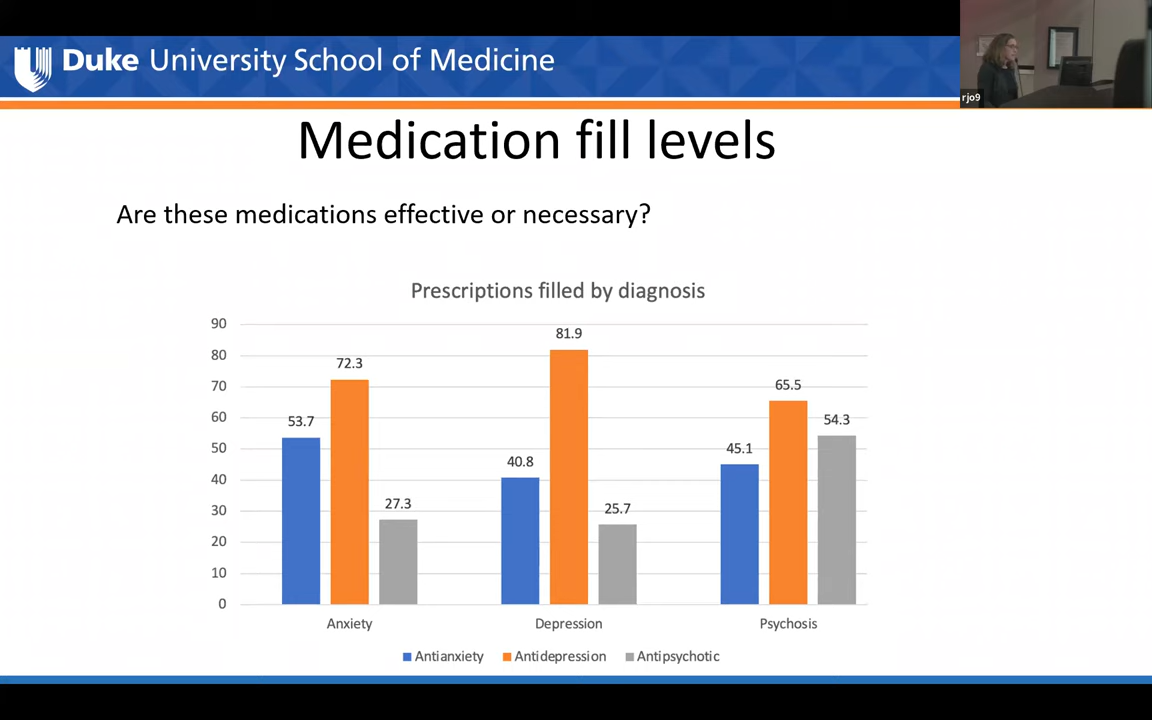 Duke University School of Medicine
rjo9
Medication fill levels
Are these medications effective or necessary?
Prescriptions filled by diagnosis
90
80
70
60
50
40
30
20
10
0
53.7
72.3
27.3
40.8
81.9
25.7
45.1
65.5
54.3
Anxiety
Depression
Psychosis
Antianxiety
Antidepression
Antipsychotic